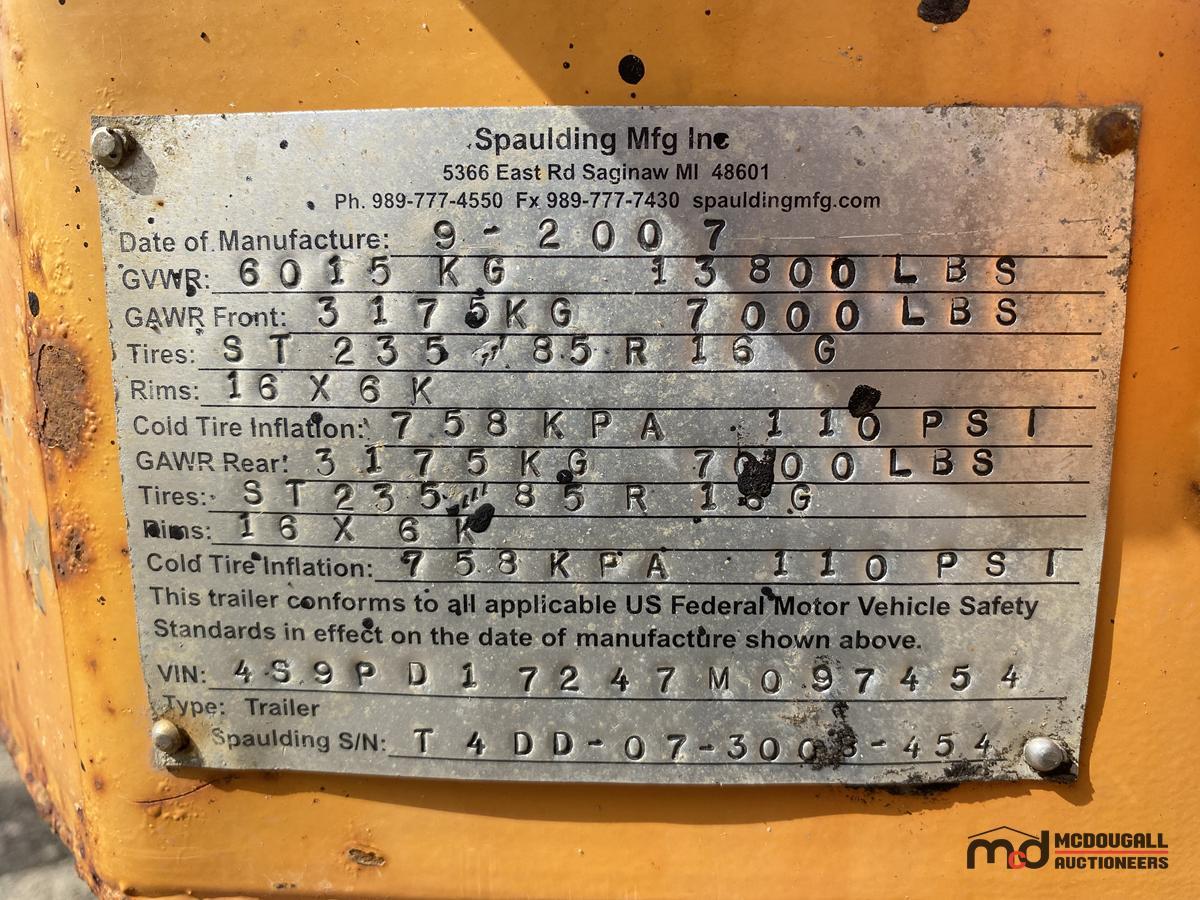 Spaulding Mfg Inc
5366 East Rd Saginaw MI 48601
Ph. 989-777-4550 Fx 989-777-7430 spauldingmfg.com
Date of Manufacture: 9-2007
GVWR: 6015 KG 13800 LBS
GAWR Front: 3175 KG 7000 LBS
Tires: ST 235/85 R 16 G
Rims: 16 X 6 K
Cold Tire Inflation: 758 KPA 110 PSI
GAWR Rear: 3175 KG 7000 LBS
Tires: ST 235/85 R 16 G
Rims: 16 X 6 K
Cold Tire Inflation: 758 KPA 110 PSI
This trailer conforms to all applicable US Federal Motor Vehicle Safety
Standards in effect on the date of manufacture shown above.
VIN: 4S9PD17247M097454
Type: Trailer
Spaulding S/N:
mcd MCDOUGALL
AUCTIONEERS